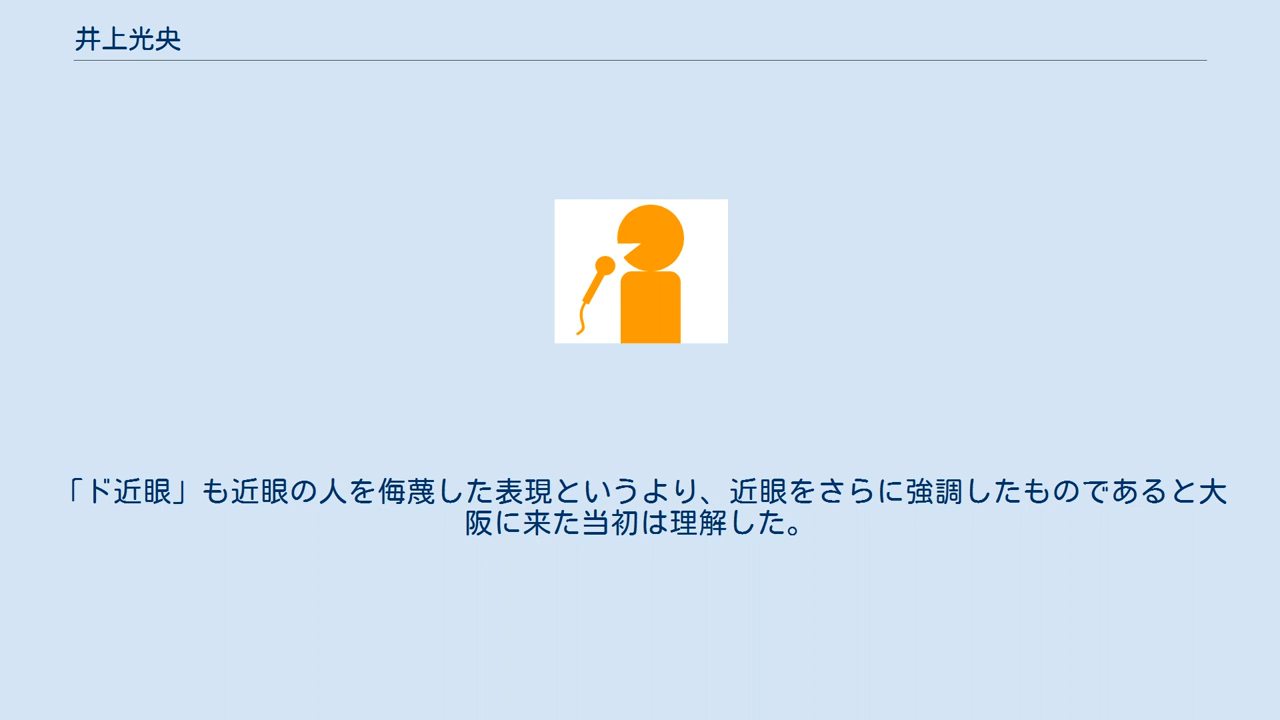 井上光央
「ド近眼」も近眼の人を侮蔑した表現というより、近眼をさらに強調したものであると大
阪に来た当初は理解した。